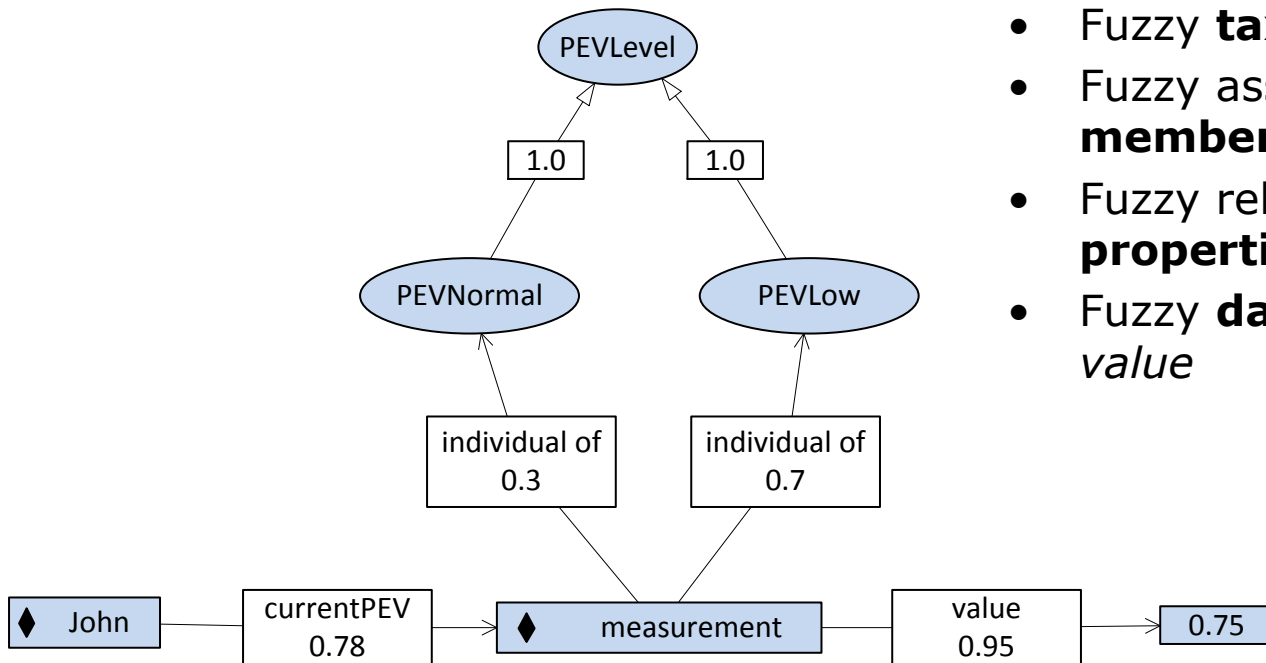 PEVLevel
1.0
1.0
PEVNormal
PEVLow
individual of
0.3
individual of
0.7
John
currentPEV
0.78
measurement
value
0.95
0.75
• Fuzzy
• Fuzzy
• Fuzzy
• Fuzzy
value